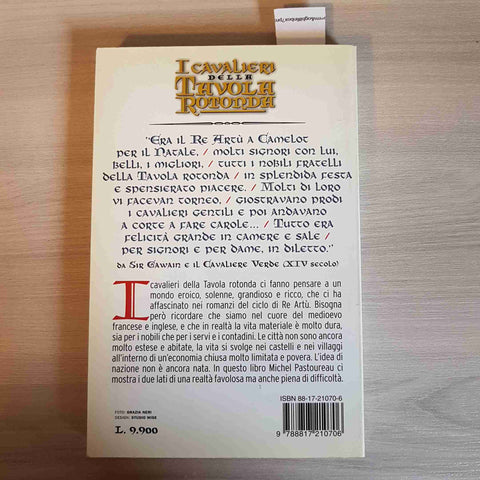 I CAVALIERI
DELLA
TAVOLA
ROTONDA
"ERA IL RE ARTÙ A CAMELOT
PER IL NATALE, / MOLTI SIGNORI CON LUI,
BELLI, I MIGLIORI, / TUTTI I NOBILI FRATELLI
DELLA TAVOLA ROTONDA / IN SPLENDIDA FESTA
E SPENSIERATO PIACERE. / MOLTI DI LORO
VI FACEVAN TORNEO, / GIOSTRAVANO PRODI
I CAVALIERI GENTILI E POI ANDAVANO
A CORTE A FARE CAROLE... / TUTTO ERA
FELICITÀ GRANDE IN CAMERE E SALE /
PER SIGNORI E PER DAME, IN DILETTO."
DA SIR GAWAIN E IL CAVALIERE VERDE (XIV SECOLO)
I cavalieri della Tavola rotonda ci fanno pensare a un
mondo eroico, solenne, grandioso e ricco, che ci ha
affascinato nei romanzi del ciclo di Re Artù. Bisogna
però ricordare che siamo nel cuore del medioevo
francese e inglese, e che in realtà la vita materiale è molto dura,
sia per i nobili che per i servi e i contadini. Le città non sono ancora
molto estese e abitate, la vita si svolge nei castelli e nei villaggi
all'interno di un'economia chiusa molto limitata e povera. L'idea di
nazione non è ancora nata. In questo libro Michel Pastoureau ci
mostra i due lati di una realtà favolosa ma anche piena di difficoltà.
FOTO: GRAZIA NERI
DESIGN: STUDIO WISE
L. 9.900
ISBN 88-17-21070-6
9 788817 210706